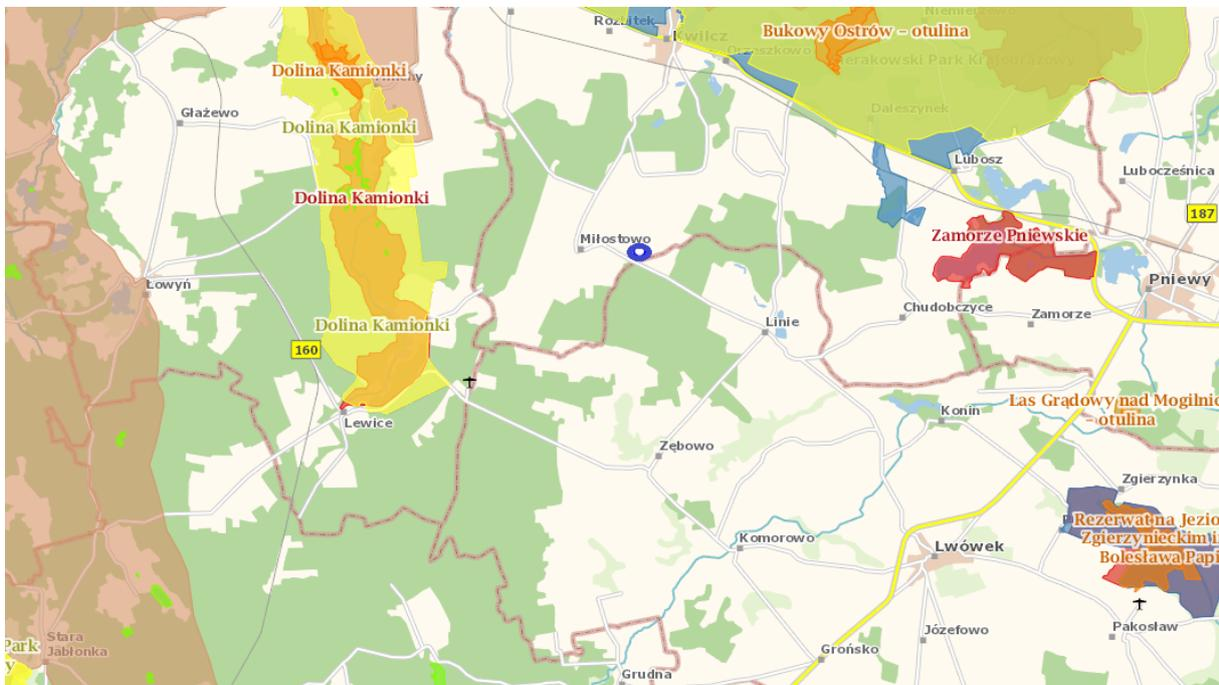 Rozbitek
Kwilcz
Bukowy Ostrów – otulina
Niemierzewo
Orzeszkowo
Sierakowski Park Krajobrazowy
Dolina Kamionki
Głażewo
Daleszynek
Dolina Kamionki
Lubosz
Lubocześnica
Dolina Kamionki
187
Miłostowo
Zamorze Pniewskie
Pniewy
Łowyń
Chudobczyce
Zamorze
Linie
Dolina Kamionki
160
Las Grądowy nad Mogilnic
– otulina
Konin
Lewice
Zębowo
Zgierzynka
Rezerwat na Jezio
Zgierzynieckim i
Bolesława Papi
Komorowo
Lwówek
Pakosław
Józefowo
Stara
Jabłonka
Park
y
Grońsko
Grudna